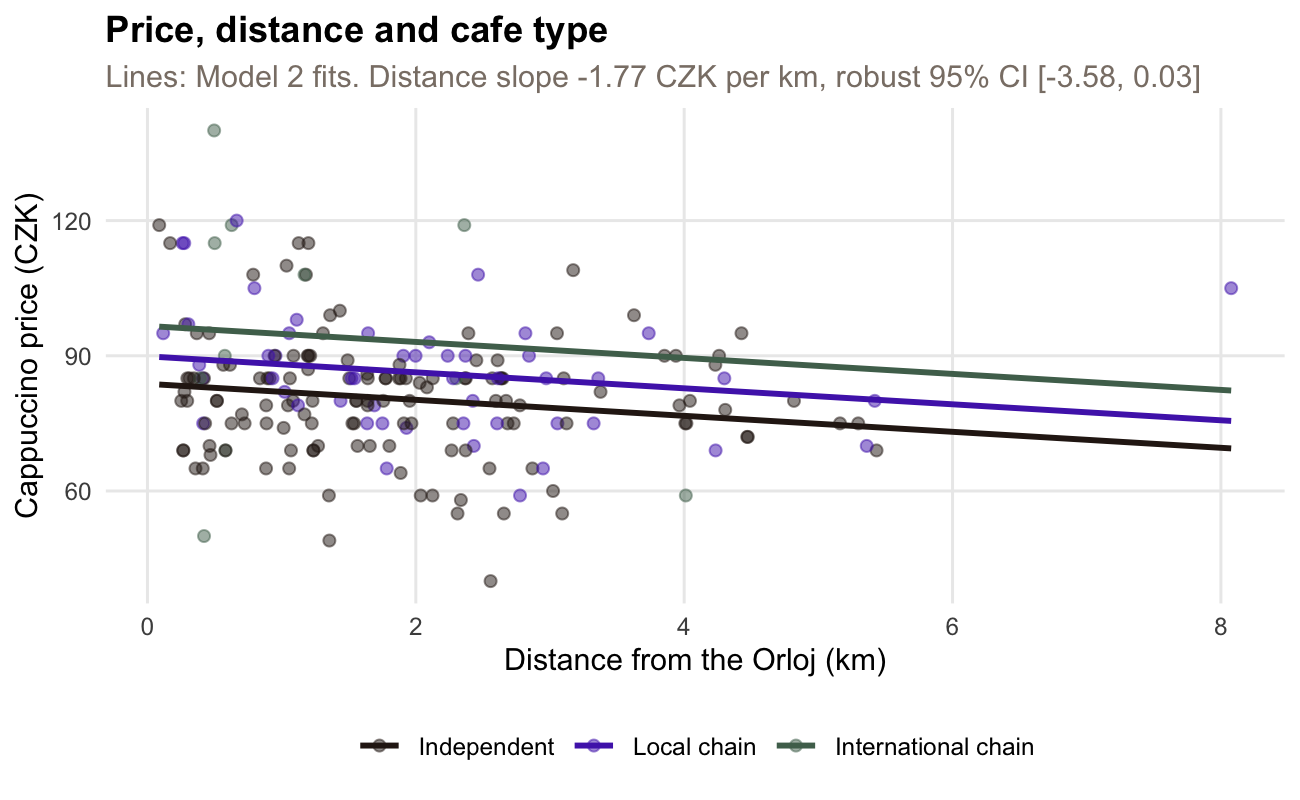 Price, distance and cafe type
Lines: Model 2 fits. Distance slope -1.77 CZK per km, robust 95% CI [-3.58, 0.03]
Cappuccino price (CZK)
120
90
60
0 2 4 6 8
Distance from the Orloj (km)
Independent Local chain International chain